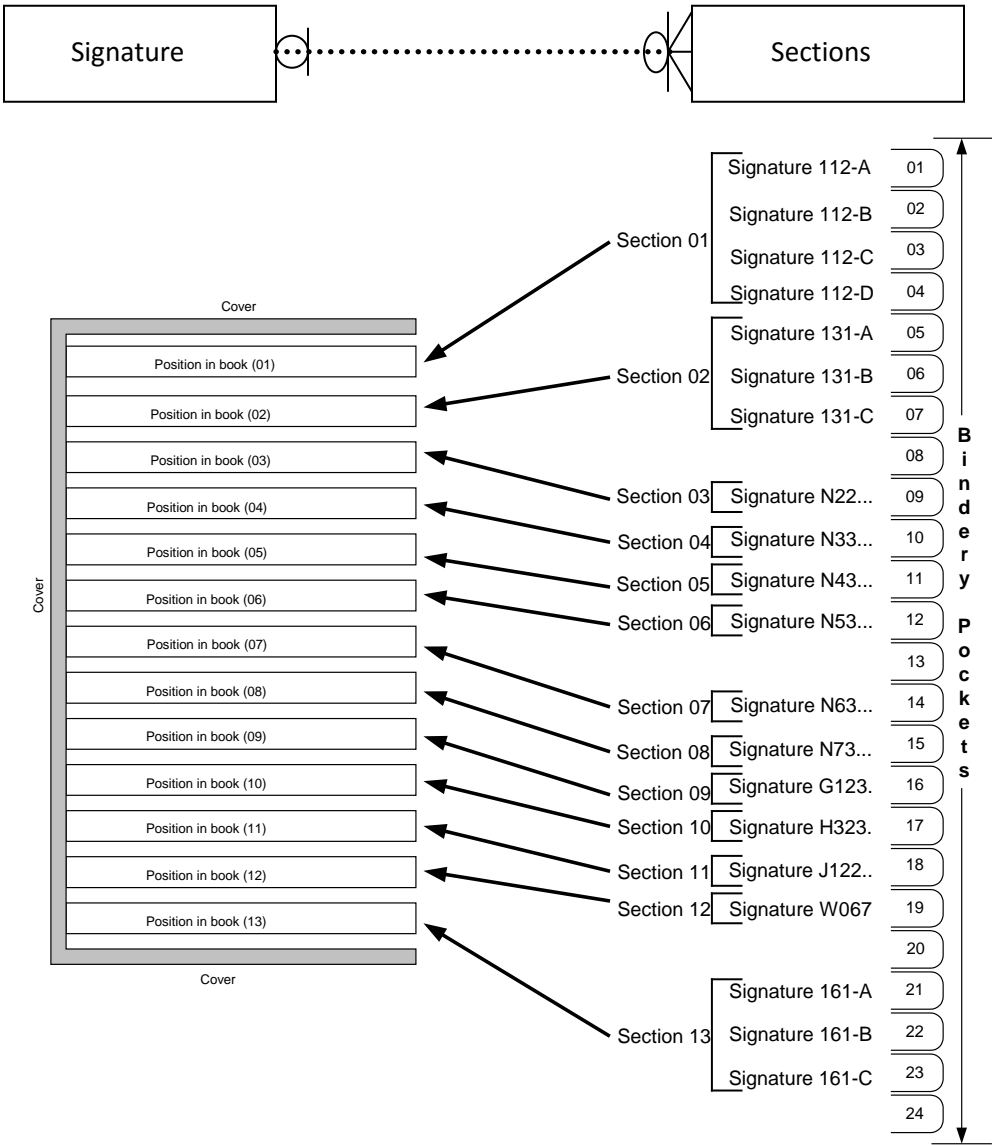 Signature
Sections
Signature 112-A 01
Signature 112-B 02
Section 01
Signature 112-C 03
Signature 112-D 04
Cover
Signature 131-A 05
Position in book (01)
Section 02 Signature 131-B 06
Position in book (02)
Signature 131-C 07
08
Position in book (03)
Section 03 Signature N22... 09
Position in book (04)
Section 04 Signature N33... 10
Position in book (05)
Section 05 Signature N43... 11
Position in book (06)
Section 06 Signature N53... 12
Position in book (07)
13
Position in book (08)
Section 07 Signature N63... 14
Position in book (09)
Section 08 Signature N73... 15
Position in book (10)
Section 09 Signature G123. 16
Position in book (11)
Section 10 Signature H323. 17
Position in book (12)
Section 11 Signature J122.. 18
Position in book (13)
Section 12 Signature W067 19
20
Cover
Cover
Signature 161-A 21
Section 13 Signature 161-B 22
Signature 161-C 23
24
Bindery Pockets